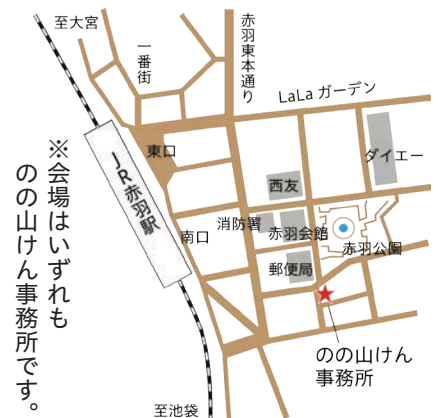 至大宮
一番街
赤羽東本通り
LaLa ガーデン
東口
JR赤羽駅
ダイエー
西友
消防署
赤羽会館
赤羽公園
南口
郵便局
のの山けん
事務所
至池袋
※会場はいずれも
のの山けん事務所です。